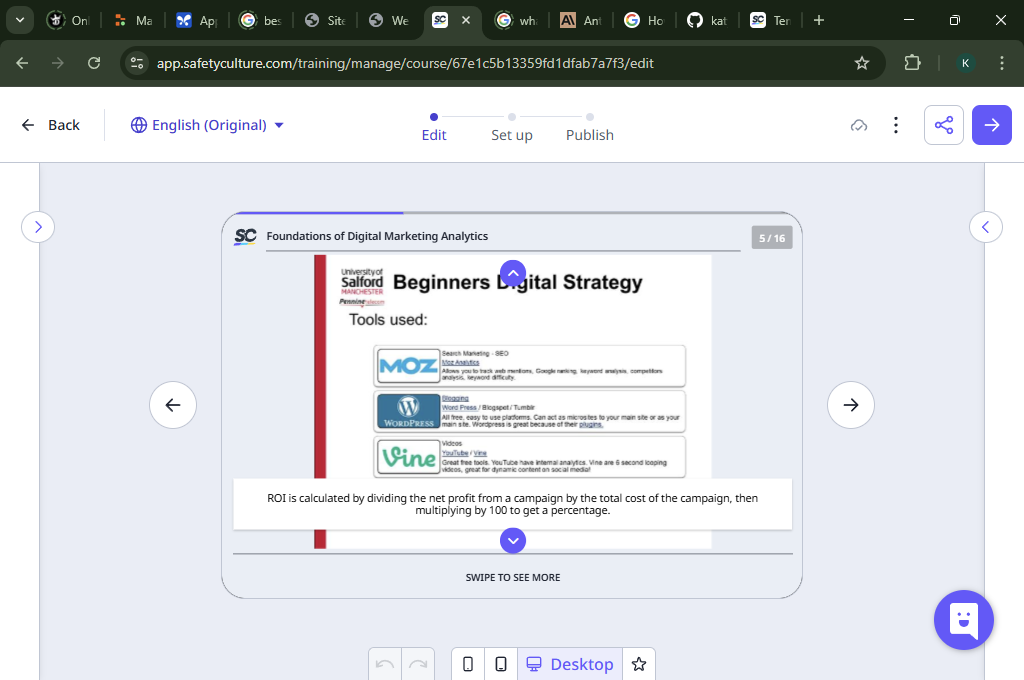 Onl
Ma
App
bes
Site
We
wha
Ant
Ho
kat
Ter
app.safetyculture.com/training/manage/course/67e1c5b13359fd1dfab7a7f3/edit
K
Back
English (Original)
Edit
Set up
Publish
SC
Foundations of Digital Marketing Analytics
5 / 16
University of
Salford
MANCHESTER
Pennine telecom
Beginners Digital Strategy
Tools used:
MOZ
Search Marketing - SEO
Moz Analytics
Allows you to track web mentions, Google ranking, keyword analysis, competitors
analysis, keyword difficulty.
WORDPRESS
Blogging
Word Press / Blogspot / Tumblr
All free, easy to use platforms. Can act as microsites to your main site or as your
main site. Wordpress is great because of their plugins.
Vine
Videos
YouTube / Vine
Great free tools. YouTube have internal analytics. Vine are 6 second looping
videos, great for dynamic content on social media!
ROI is calculated by dividing the net profit from a campaign by the total cost of the campaign, then
multiplying by 100 to get a percentage.
SWIPE TO SEE MORE
Desktop